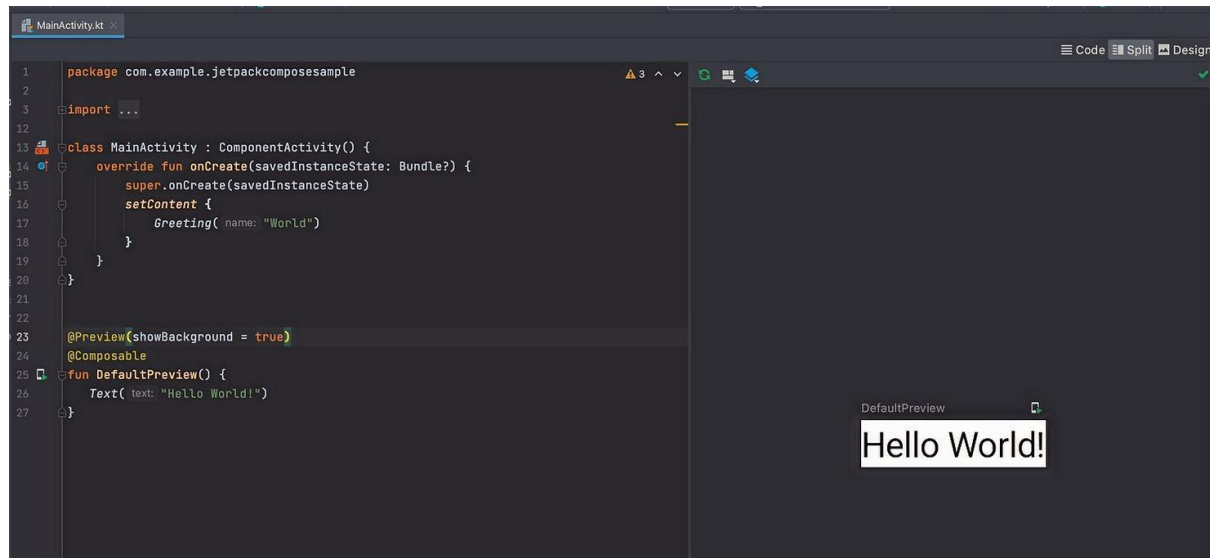 MainActivity.kt
Code Split Design
1 package com.example.jetpackcomposesample
3
2
3 import ...
12
13 class MainActivity : ComponentActivity() {
14 override fun onCreate(savedInstanceState: Bundle?) {
15 super.onCreate(savedInstanceState)
16 setContent {
17 Greeting( name: "World")
18 }
19 }
20 }
21
22
23 @Preview(showBackground = true)
24 @Composable
25 fun DefaultPreview() {
26 Text( text: "Hello World!")
27 }
DefaultPreview
Hello World!